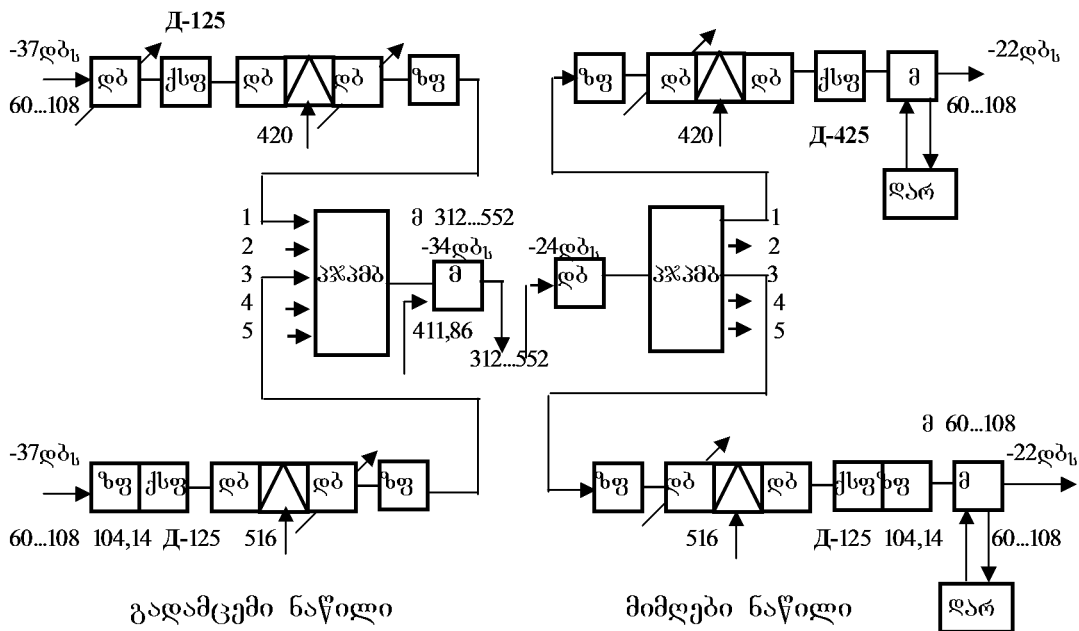 Д-125
-37დბს
დბ ქსფ დბ დბ ზფ
60...108
420
ზფ დბ დბ ქსფ მ
-22დბს
60...108
420
Д-425
დარ
1
2
3
4
5
პჯპმბ
მ 312...552
-34დბს
მ
411,86
312...552
-24დბს
დბ
პჯპმბ
1
2
3
4
5
-37დბს
ზფ ქსფ დბ დბ ზფ
60...108 104,14 Д-125 516
მ 60...108
-22დბს
ზფ დბ დბ ქსფ ზფ მ
516 Д-125 104,14 60...108
დარ
გადამცემი ნაწილი
მიმღები ნაწილი